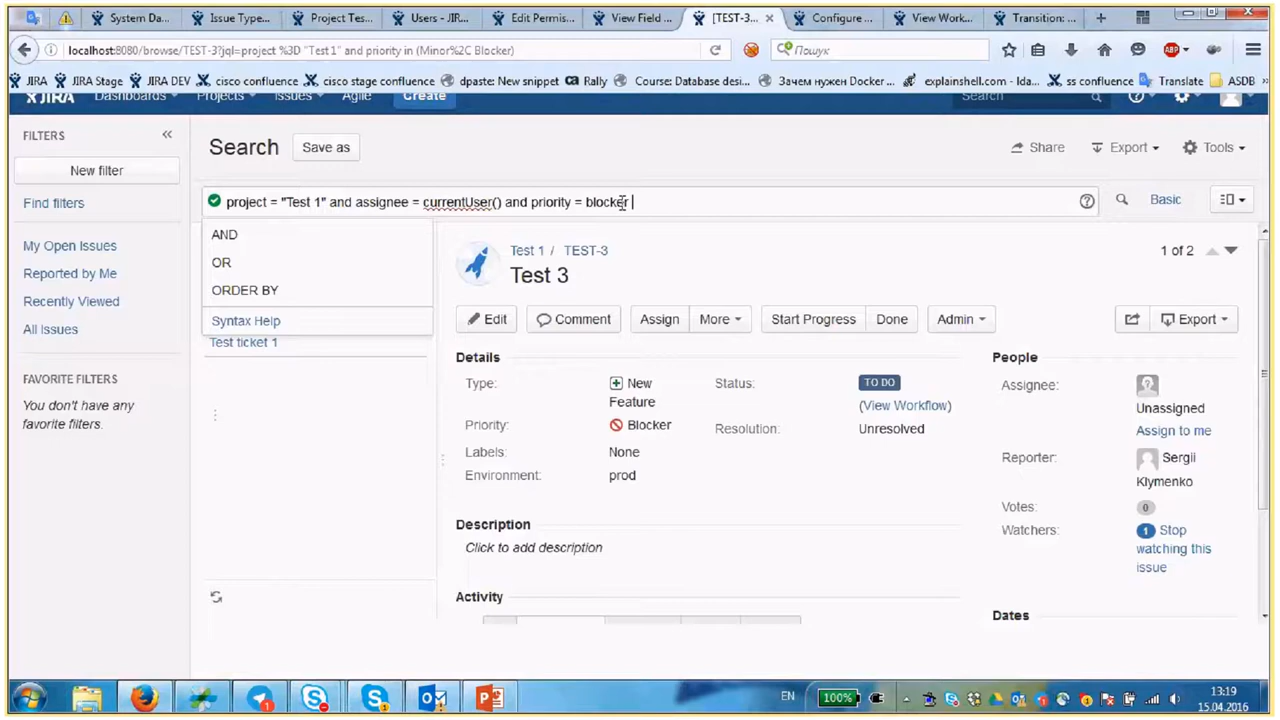 System Da...
Issue Type...
Project Tes...
Users - JIR...
Edit Permis...
View Field ...
[TEST-3...
Configure ...
View Work...
Transition: ...
localhost:8080/browse/TEST-3?jql=project %3D "Test 1" and priority in (Minor%2C Blocker)
Пошук
ABP
JIRA
JIRA Stage
JIRA DEV
cisco confluence
cisco stage confluence
dpaste: New snippet
ca Rally
Course: Database desi...
Зачем нужен Docker ...
explainshell.com - Ida...
ss confluence
Translate
ASDB
JIRA
Dashboards
Projects
Issues
Agile
Create
Search
FILTERS
New filter
Find filters
My Open Issues
Reported by Me
Recently Viewed
All Issues
FAVORITE FILTERS
You don't have any
favorite filters.
Search
Save as
Share
Export
Tools
project = "Test 1" and assignee = currentUser() and priority = blocker
Basic
AND
OR
ORDER BY
Syntax Help
Test ticket 1
Test 1 / TEST-3
Test 3
1 of 2
Edit
Comment
Assign
More
Start Progress
Done
Admin
Export
Details
Type:
New
Feature
Priority:
Blocker
Labels:
None
Environment:
prod
Status:
TO DO
(View Workflow)
Resolution:
Unresolved
Description
Click to add description
Activity
People
Assignee:
Unassigned
Assign to me
Reporter:
Sergii
Klymenko
Votes:
0
Watchers:
1 Stop
watching this
issue
Dates
EN
100%
13:19
15.04.2016